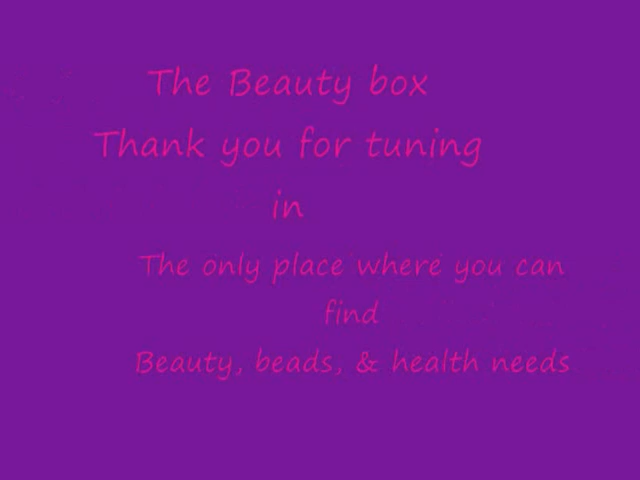 The Beauty box
Thank you for tuning
in
The only place where you can
find
Beauty, beads, & health needs